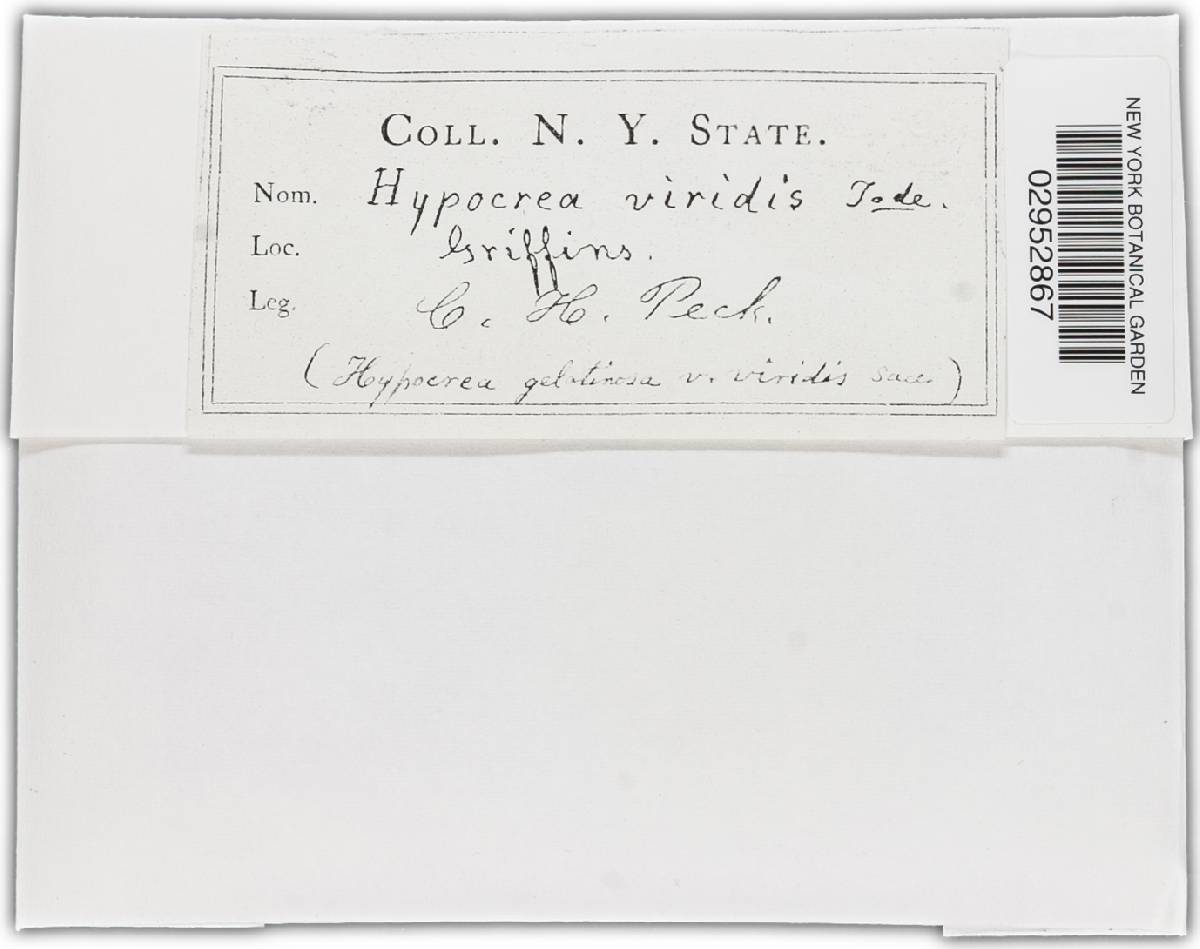 COLL. N. Y. STATE.
Nom. Hypocrea viridis Tode.
Loc. Griffins.
Leg. C. H. Peck.
(Hypocrea gelatinosa v. viridis Sacc.)
NEW YORK BOTANICAL GARDEN
02952867